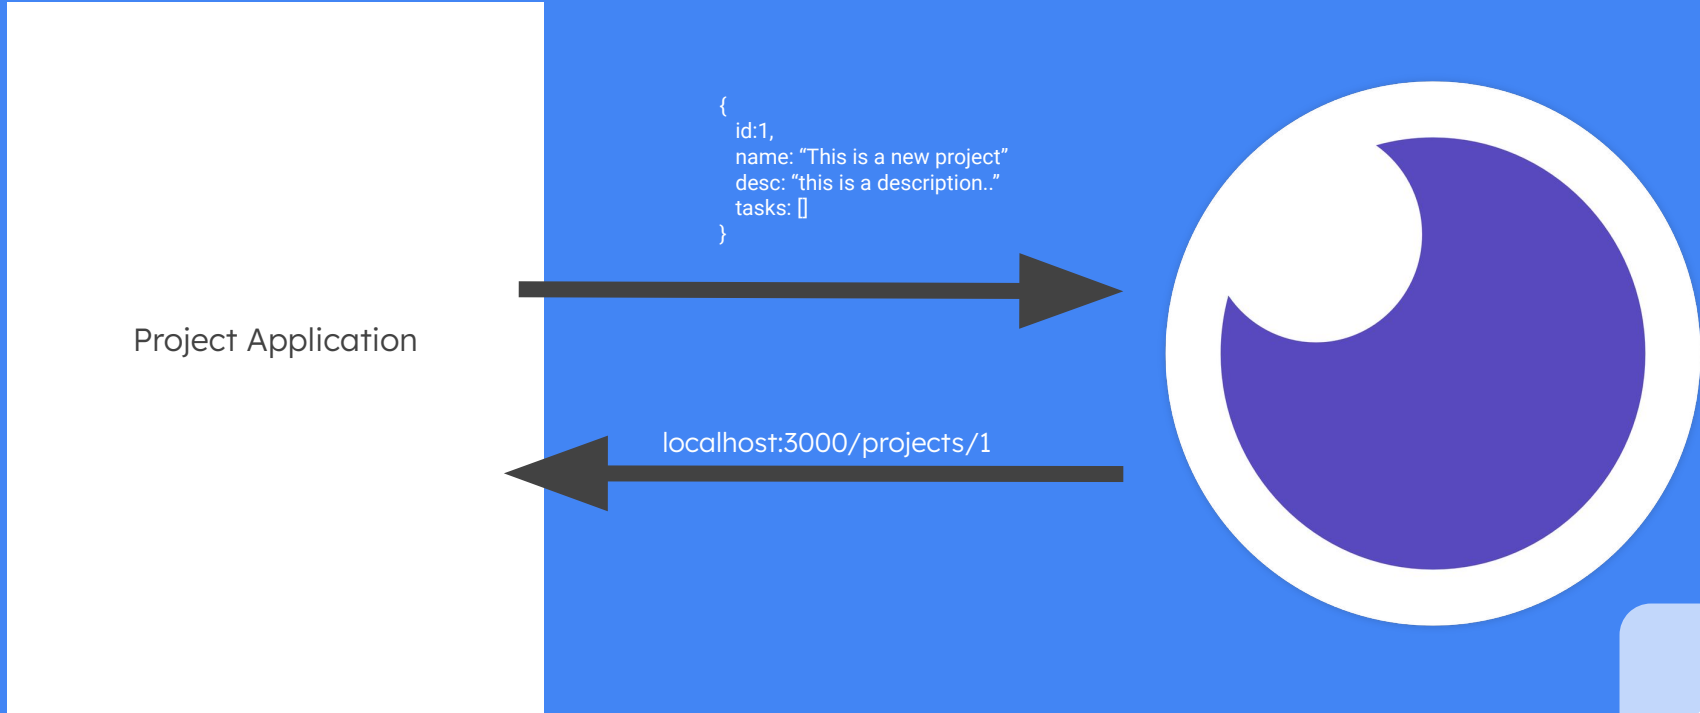 {
id:1,
name: “This is a new project”
desc: “this is a description..”
tasks: []
}
Project Application
localhost:3000/projects/1